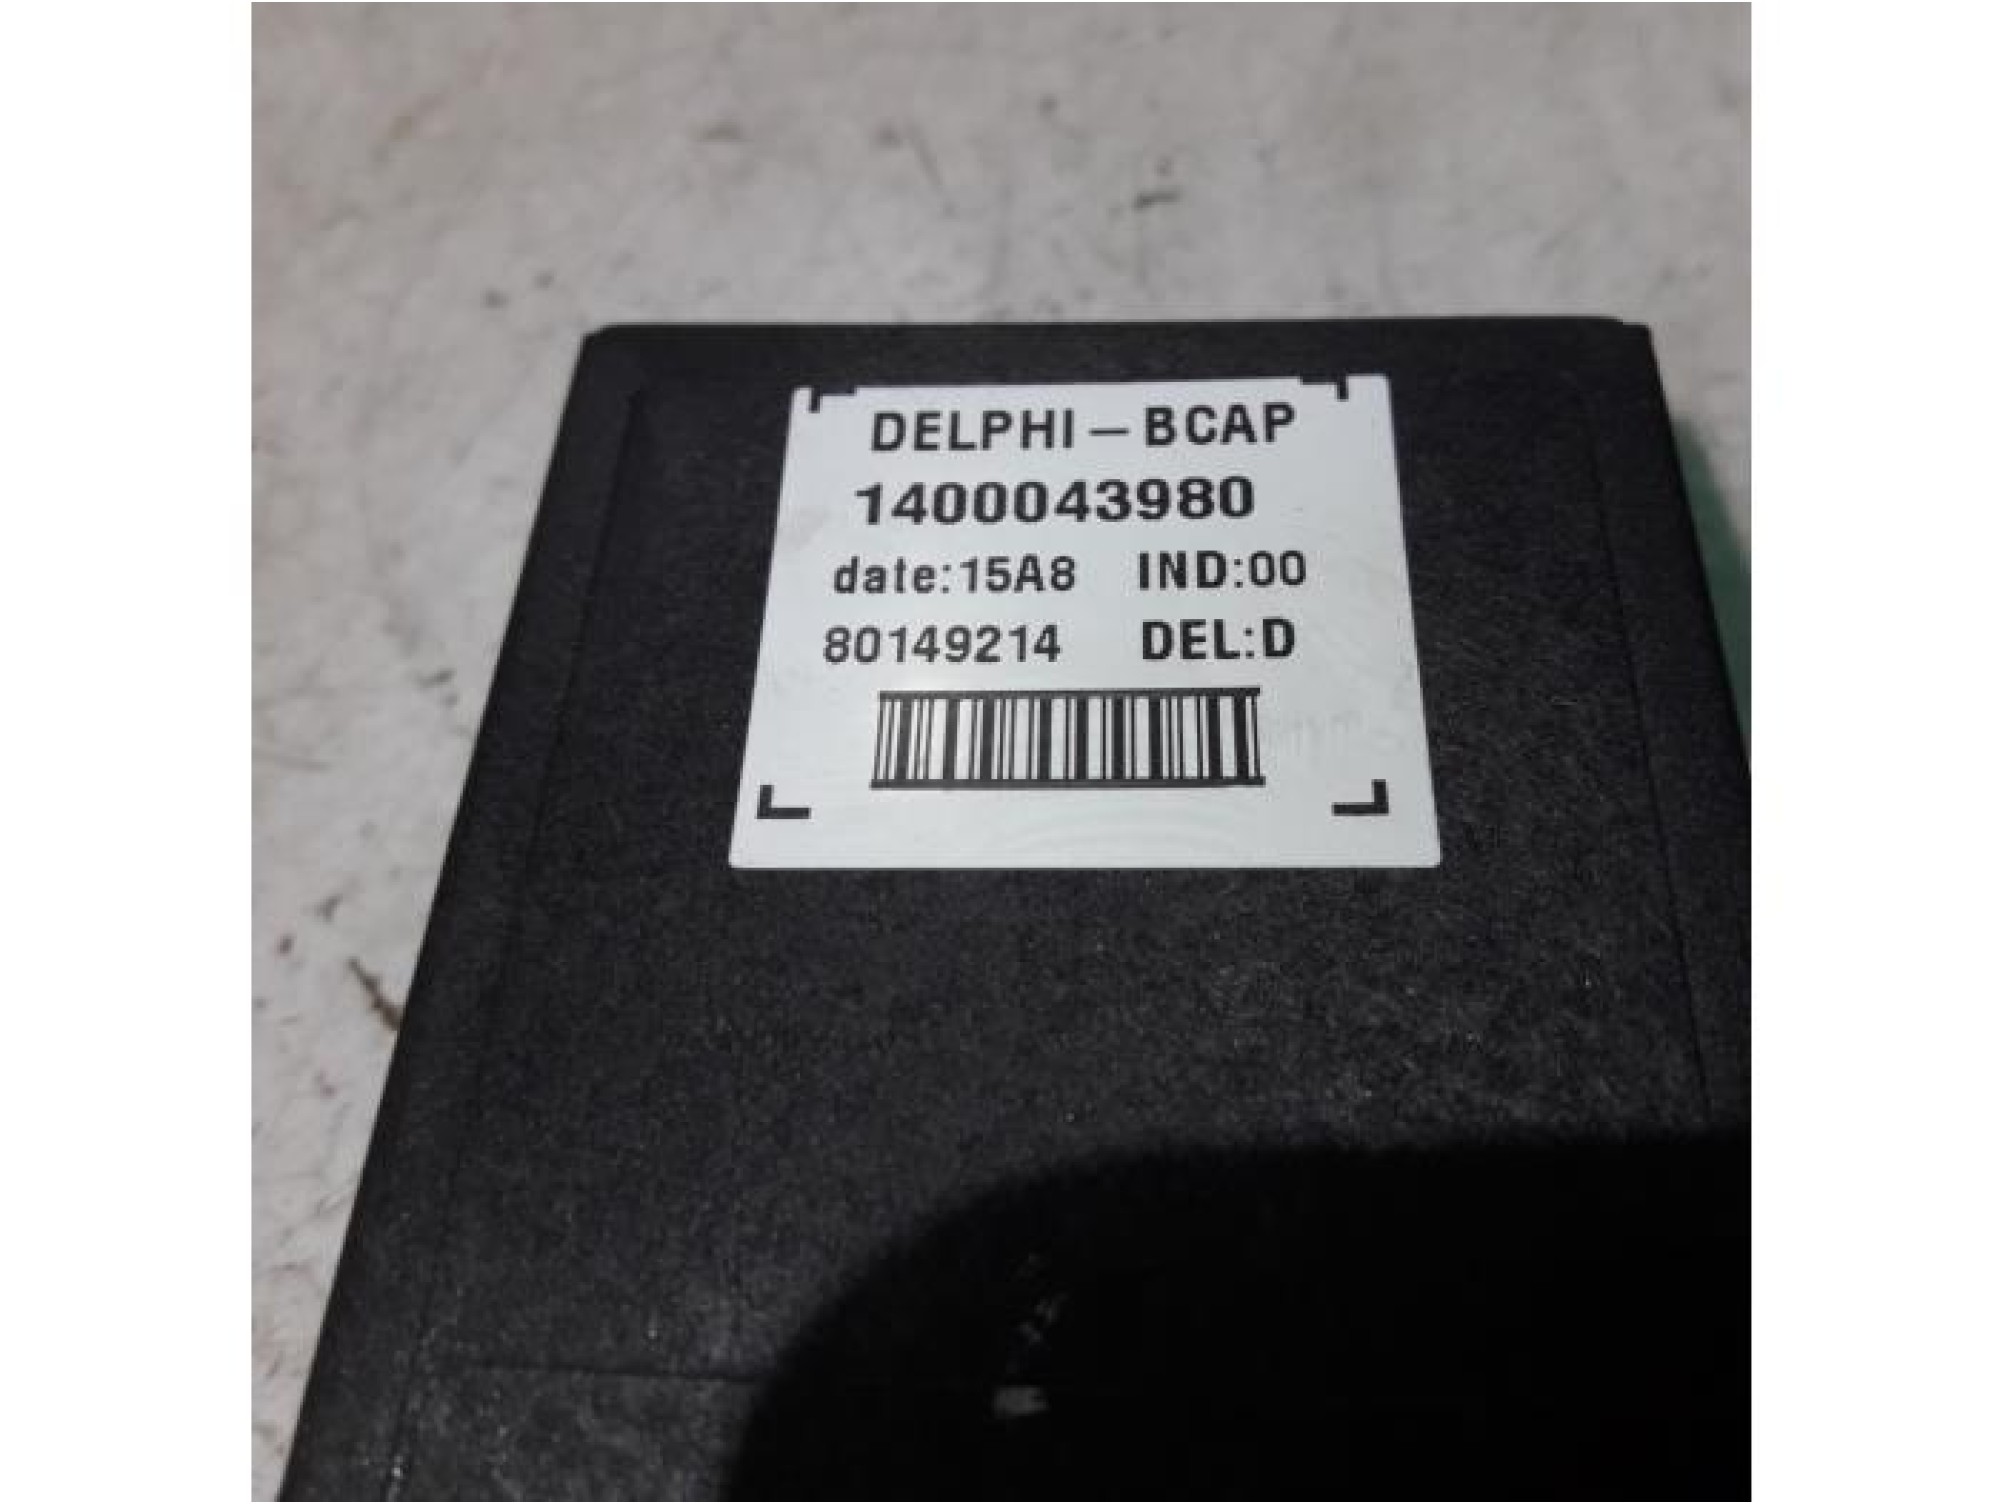 DELPHI – BCAP
1400043980
date:15A8 IND:00
80149214 DEL:D